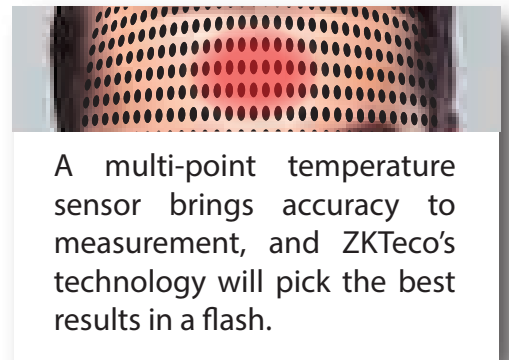 A multi-point temperature
sensor brings accuracy to
measurement, and ZKTeco’s
technology will pick the best
results in a flash.